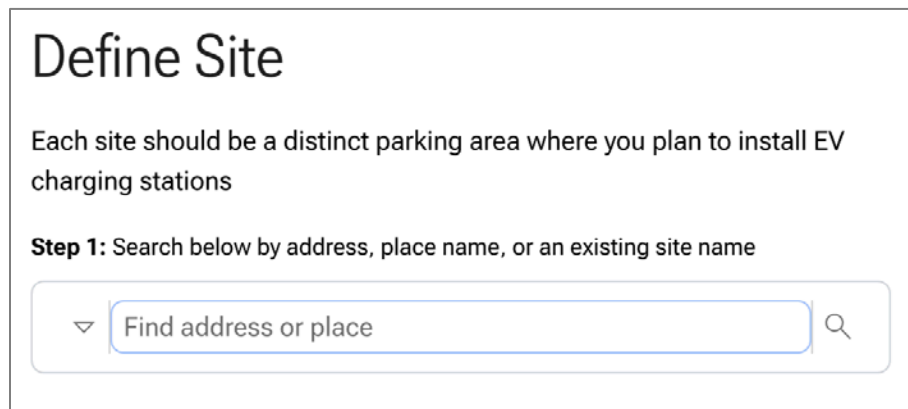 Define Site
Each site should be a distinct parking area where you plan to install EV
charging stations
Step 1: Search below by address, place name, or an existing site name
Find address or place